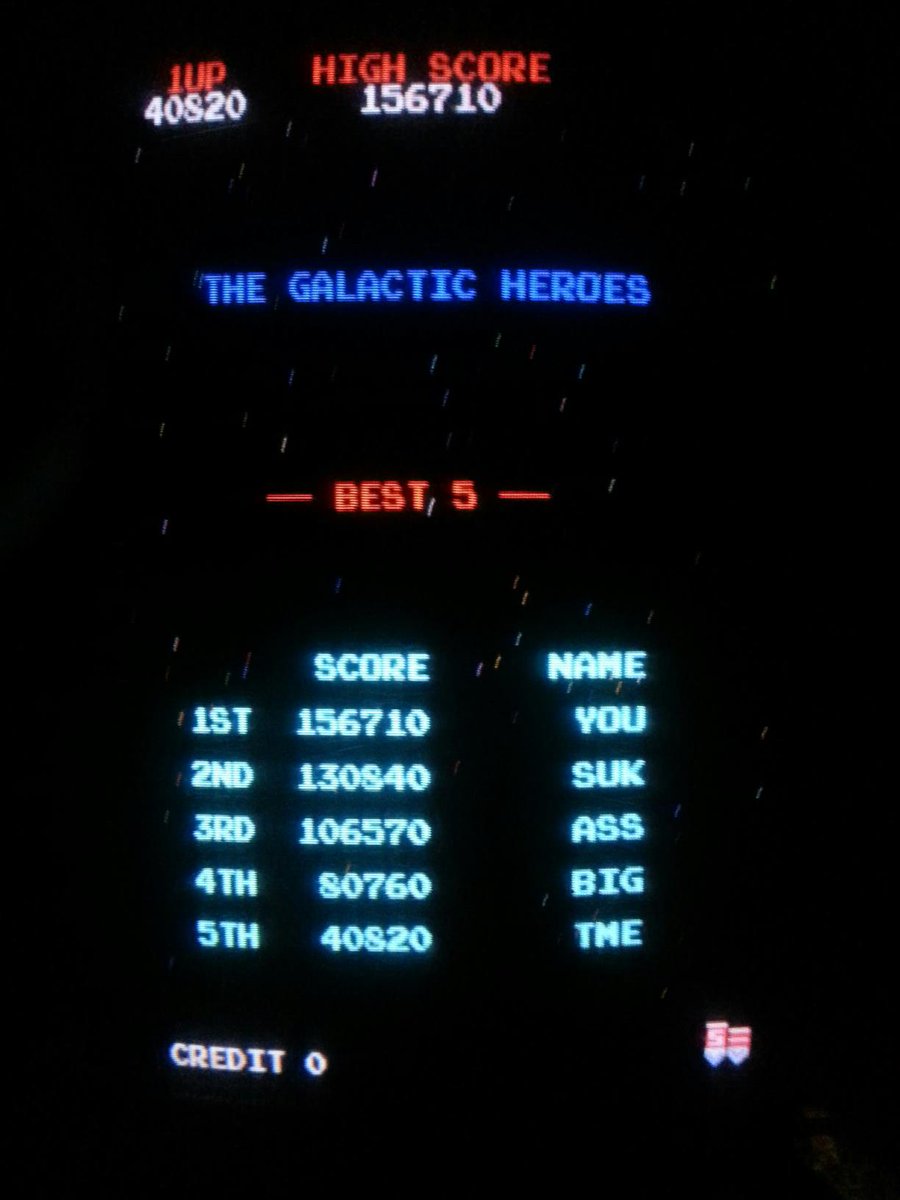 1UP HIGH SCORE
40820 156710
THE GALACTIC HEROES
— BEST 5 —
SCORE NAME
1ST 156710 YOU
2ND 130840 SUK
3RD 106570 ASS
4TH 80760 BIG
5TH 40820 TME
CREDIT 0
5